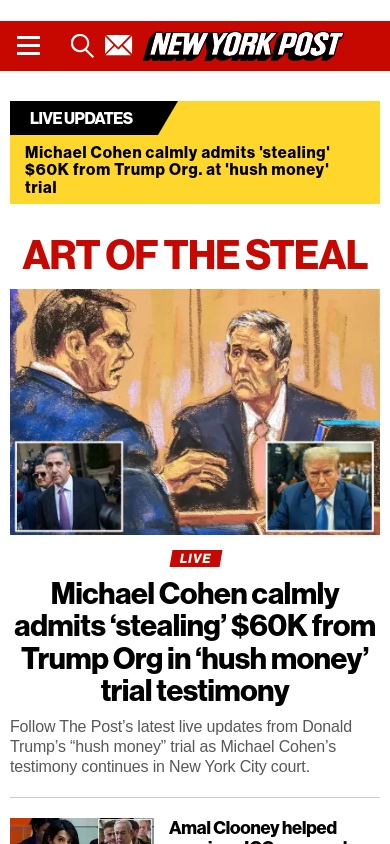 NEW YORK POST
LIVE UPDATES
Michael Cohen calmly admits 'stealing'
$60K from Trump Org. at 'hush money'
trial
ART OF THE STEAL
LIVE
Michael Cohen calmly
admits ‘stealing’ $60K from
Trump Org in ‘hush money’
trial testimony
Follow The Post’s latest live updates from Donald
Trump’s “hush money” trial as Michael Cohen’s
testimony continues in New York City court.
Amal Clooney helped